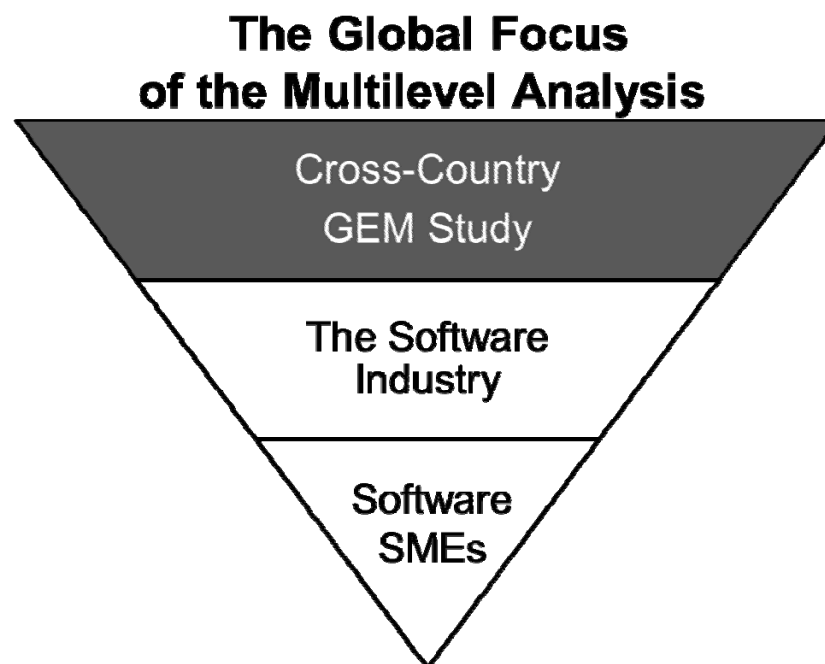 The Global Focus
of the Multilevel Analysis
Cross-Country
GEM Study
The Software
Industry
Software
SMEs